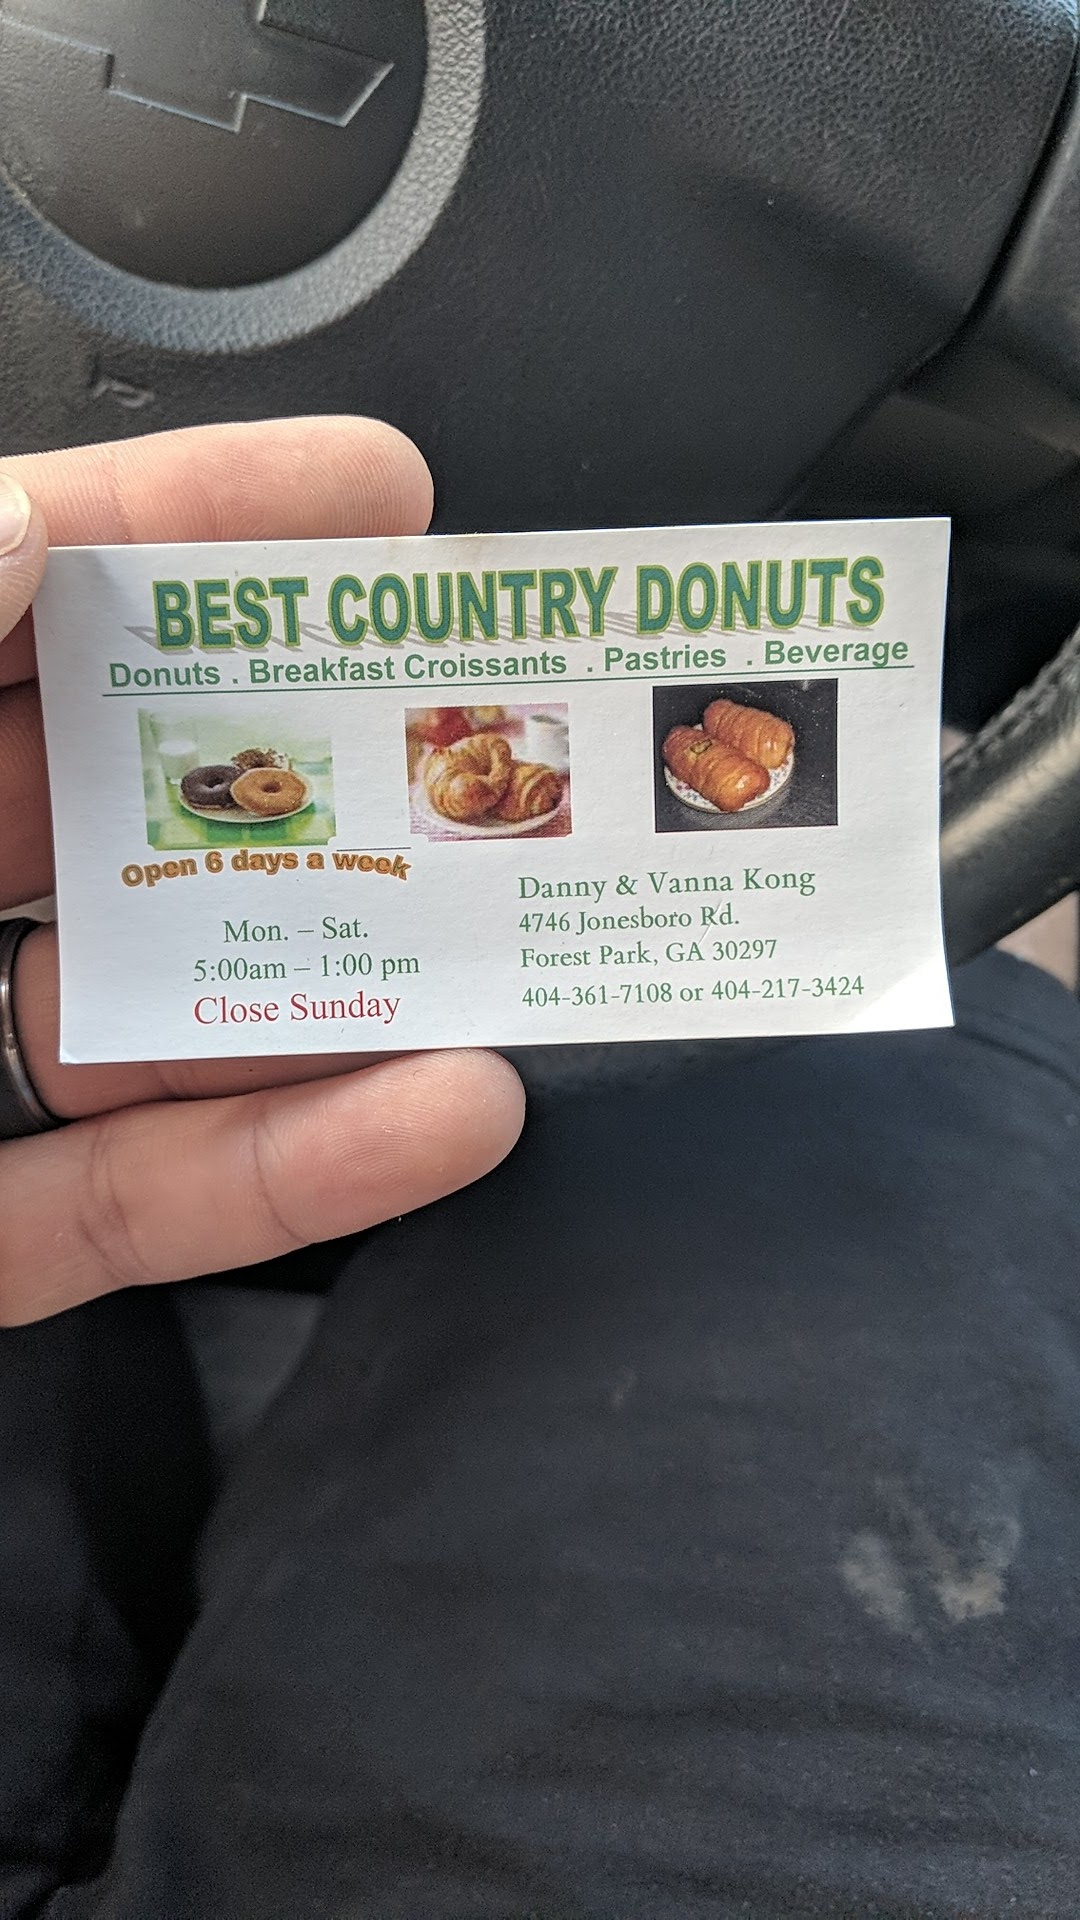 BEST COUNTRY DONUTS
Donuts . Breakfast Croissants . Pastries . Beverage
Open 6 days a week
Mon. – Sat.
5:00am – 1:00 pm
Close Sunday
Danny & Vanna Kong
4746 Jonesboro Rd.
Forest Park, GA 30297
404-361-7108 or 404-217-3424